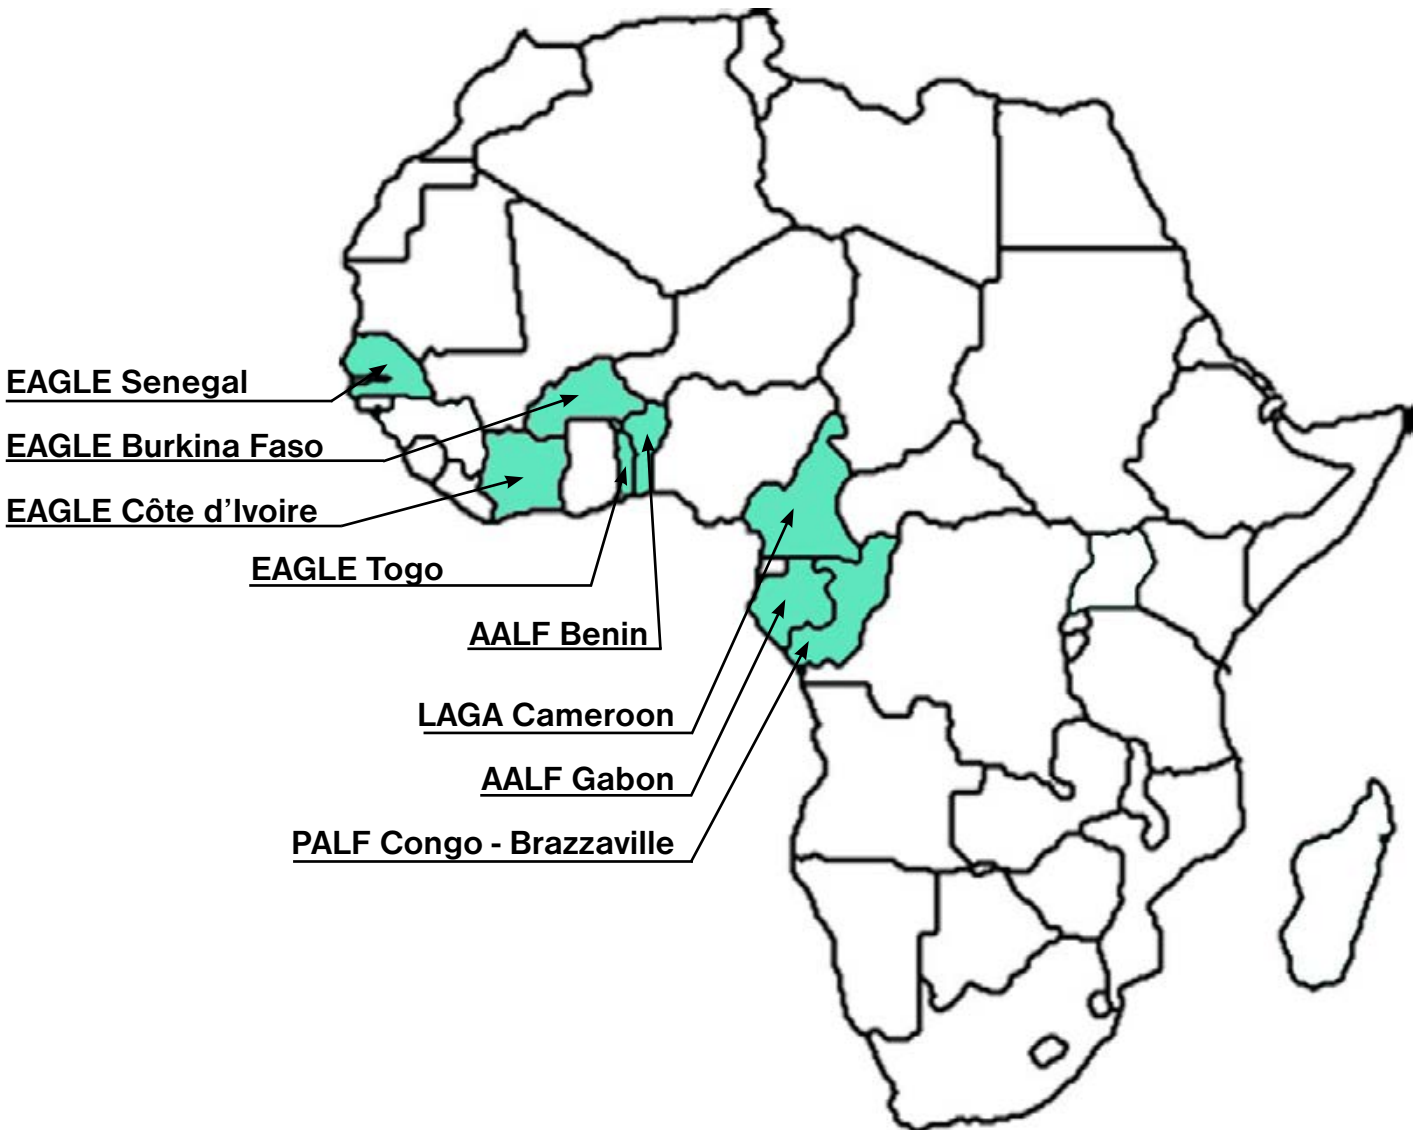 EAGLE Senegal
EAGLE Burkina Faso
EAGLE Côte d’Ivoire
EAGLE Togo
AALF Benin
LAGA Cameroon
AALF Gabon
PALF Congo - Brazzaville